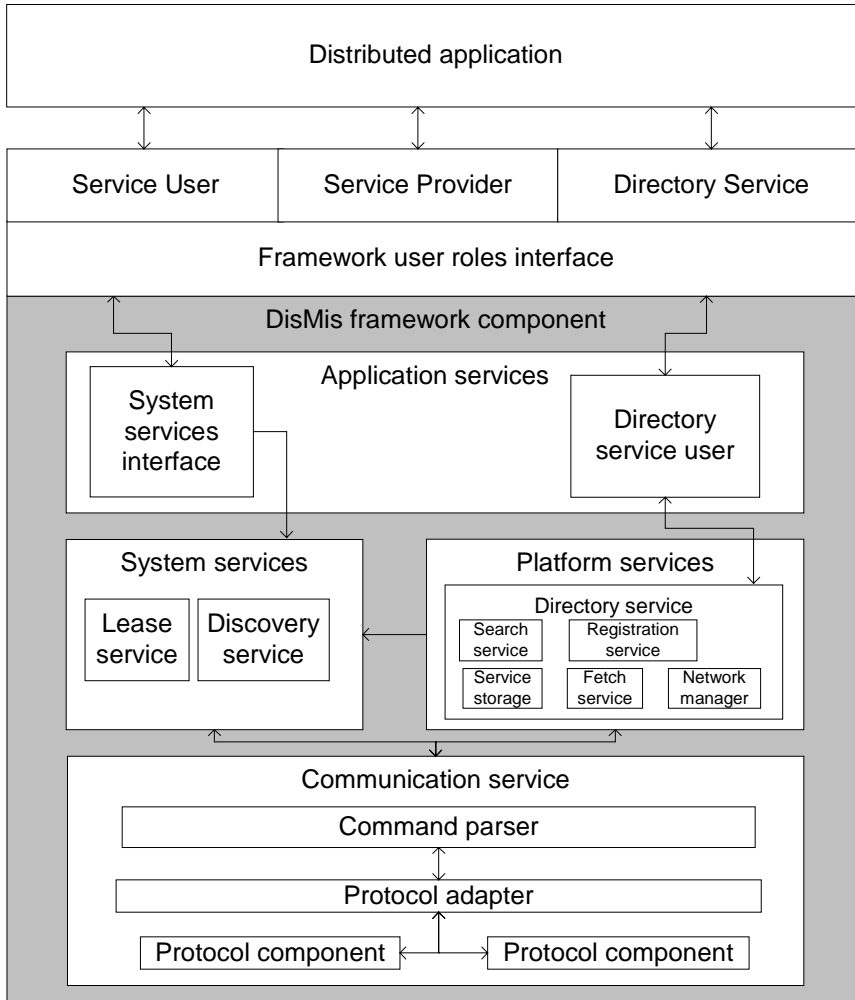 Distributed application
Service User
Service Provider
Directory Service
Framework user roles interface
DisMis framework component
Application services
System
services
interface
Directory
service user
System services
Lease
service
Discovery
service
Platform services
Directory service
Search
service
Registration
service
Service
storage
Fetch
service
Network
manager
Communication service
Command parser
Protocol adapter
Protocol component
Protocol component